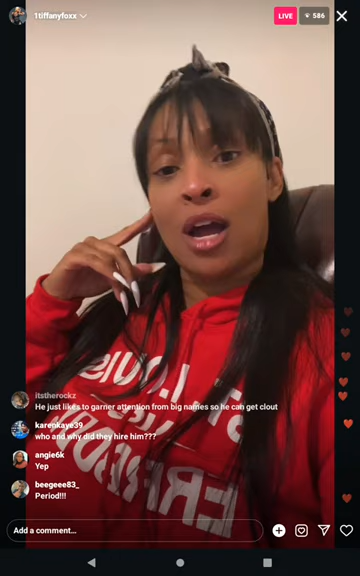 1tiffanyfoxx
LIVE
586
itstherockz
He just likes to garner attention from big names so he can get clout
karenkaye39
who and why did they hire him???
angie6k
Yep
beegeee83_
Period!!!
Add a comment…